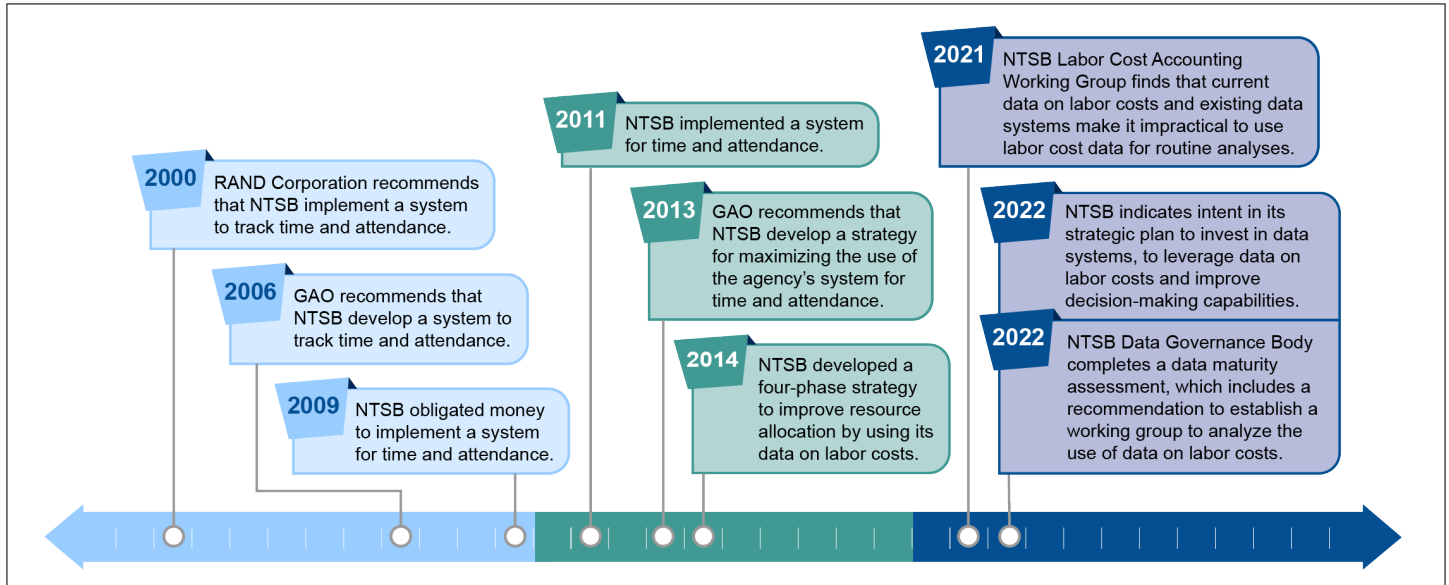 2000
RAND Corporation recommends
that NTSB implement a system
to track time and attendance.
2006
GAO recommends that
NTSB develop a system to
track time and attendance.
2009
NTSB obligated money
to implement a system
for time and attendance.
2011
NTSB implemented a system
for time and attendance.
2013
GAO recommends that
NTSB develop a strategy
for maximizing the use of
the agency’s system for
time and attendance.
2014
NTSB developed a
four-phase strategy
to improve resource
allocation by using its
data on labor costs.
2021
NTSB Labor Cost Accounting
Working Group finds that current
data on labor costs and existing data
systems make it impractical to use
labor cost data for routine analyses.
2022
NTSB indicates intent in its
strategic plan to invest in data
systems, to leverage data on
labor costs and improve
decision-making capabilities.
2022
NTSB Data Governance Body
completes a data maturity
assessment, which includes a
recommendation to establish a
working group to analyze the
use of data on labor costs.